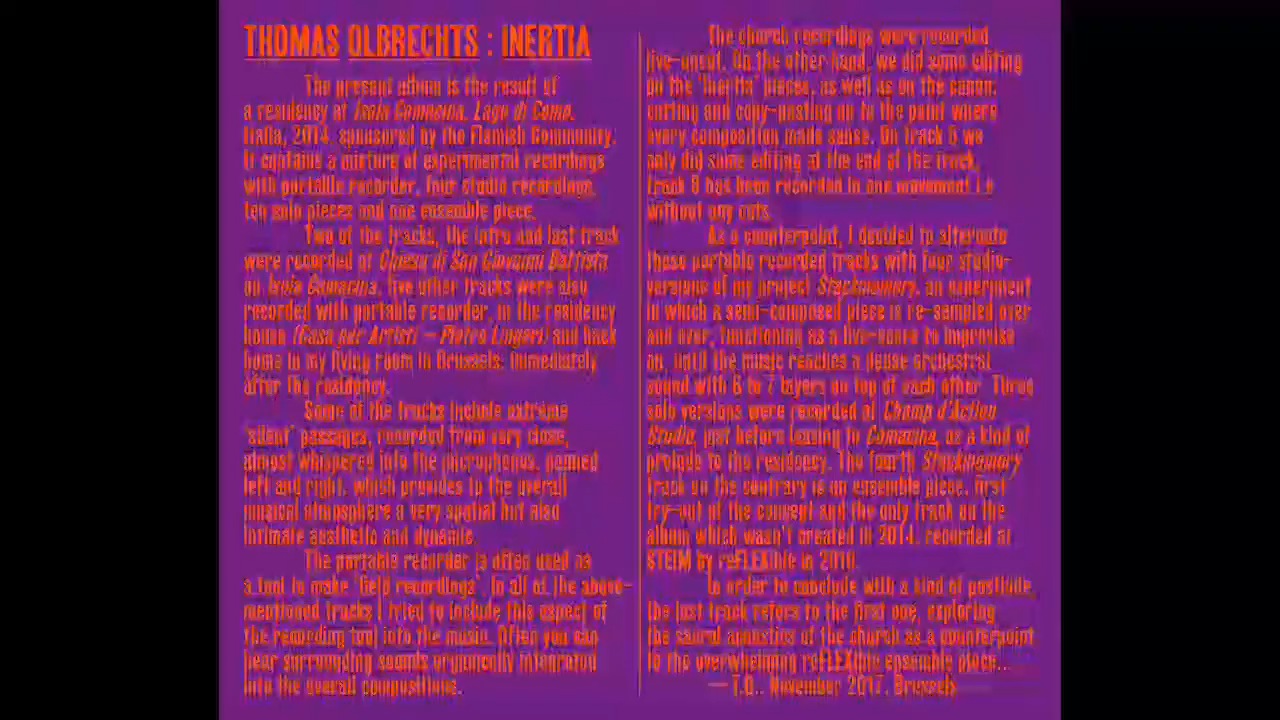 THOMAS OLBRECHTS : INERTIA
The present album is the result of
a residency at Isola Comacina, Lago di Como,
Italia, 2014, sponsored by the Flemish Community.
It contains a mixture of experimental recordings
with portable recorder, four studio recordings,
ten solo pieces and one ensemble piece.
Two of the tracks, the intro and last track
were recorded at Chiesa di San Giovanni Battista
on Isola Comacina, five other tracks were also
recorded with portable recorder, in the residency
house (Casa per Artisti – Pietro Lingeri) and back
home in my living room in Brussels; immediately
after the residency.
Some of the tracks include extreme
'silent' passages, recorded from very close,
almost whispered into the microphones, panned
left and right, which provides to the overall
musical atmosphere a very spatial but also
intimate aesthetic and dynamic.
The portable recorder is often used as
a tool to make 'field recordings'. In all of the above-
mentioned tracks I tried to include this aspect of
the recording tool into the music. Often you can
hear surrounding sounds organically integrated
into the overall compositions.
The church recordings were recorded
live-uncut. On the other hand, we did some editing
on the 'Inertia' pieces, as well as on the canon;
cutting and copy-pasting up to the point where
every composition made sense. On track 6 we
only did some editing at the end of the track,
track 8 has been recorded in one movement i.e
without any cuts.
As a counterpoint, I decided to alternate
these portable recorded tracks with four studio-
versions of my project Stackmemory, an experiment
in which a semi-composed piece is re-sampled over
and over, functioning as a live-score to improvise
on, until the music reaches a dense orchestral
sound with 6 to 7 layers on top of each other. Three
solo versions were recorded at Champ d'Action
Studio, just before leaving to Comacina, as a kind of
prelude to the residency. The fourth Stackmemory
track on the contrary is an ensemble piece, first
try-out of the concept and the only track on the
album which wasn't created in 2014, recorded at
STEIM by reFLEXible in 2010.
In order to conclude with a kind of postlude,
the last track refers to the first one, exploring
the sacral acoustics of the church as a counterpoint
to the overwhelming reFLEXible ensemble piece...
— T.O., November 2017, Brussels